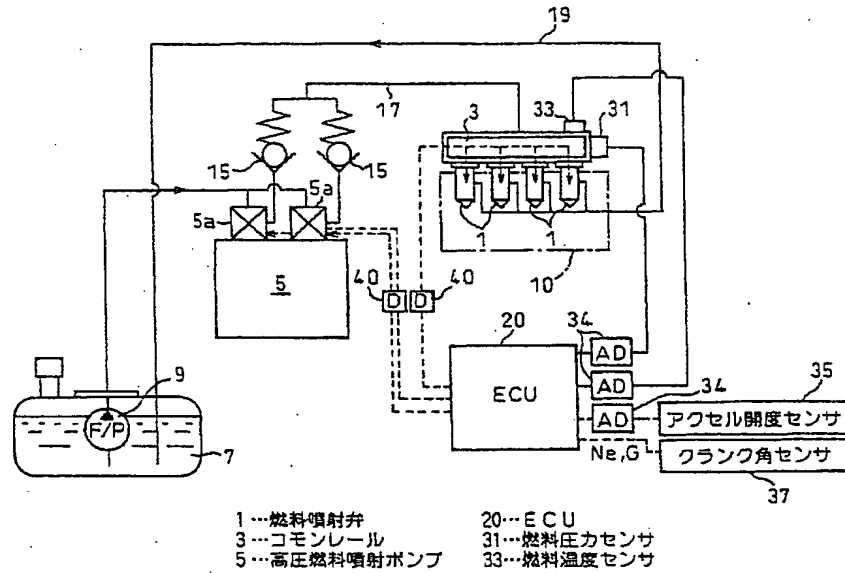 19
17
3
33
31
15
15
5a
5a
1
1
5
40
D
D
40
10
20
34
AD
9
ECU
AD
34
35
F/P
AD
アクセル開度センサ
7
Ne,G
クランク角センサ
37
1…燃料噴射弁
20…ECU
3…コモンレール
31…燃料圧力センサ
5…高圧燃料噴射ポンプ
33…燃料温度センサ